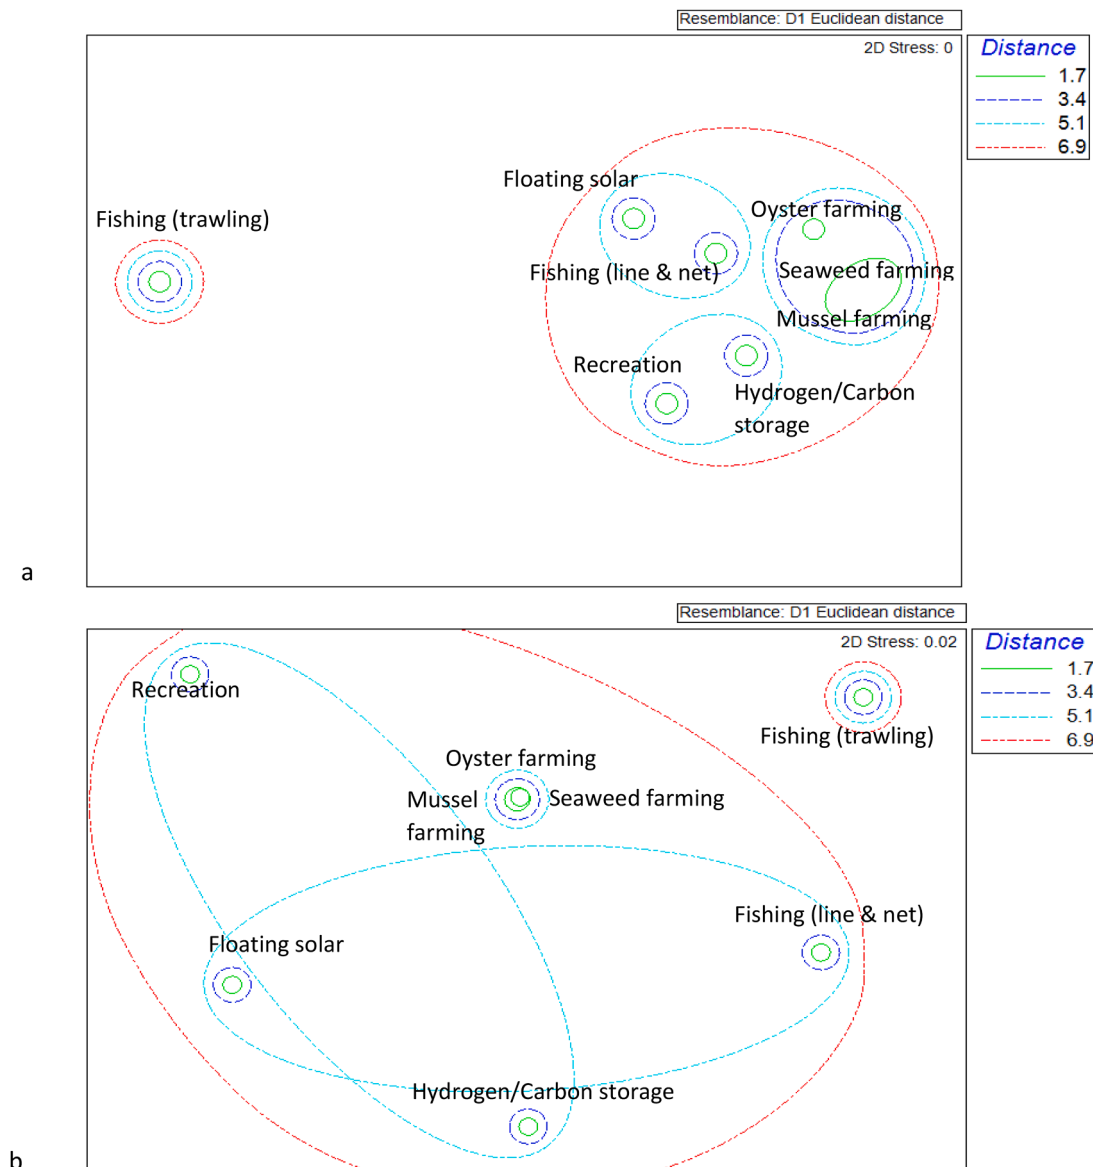 Resemblance: D1 Euclidean distance
2D Stress: 0
Distance
1.7
3.4
5.1
6.9
Floating solar
Oyster farming
Fishing (trawling)
Fishing (line & net)
Seaweed farming
Mussel farming
Recreation
Hydrogen/Carbon
storage
a
Resemblance: D1 Euclidean distance
2D Stress: 0.02
Distance
1.7
3.4
5.1
6.9
Recreation
Fishing (trawling)
Oyster farming
Mussel
farming
Seaweed farming
Fishing (line & net)
Floating solar
Hydrogen/Carbon storage
b